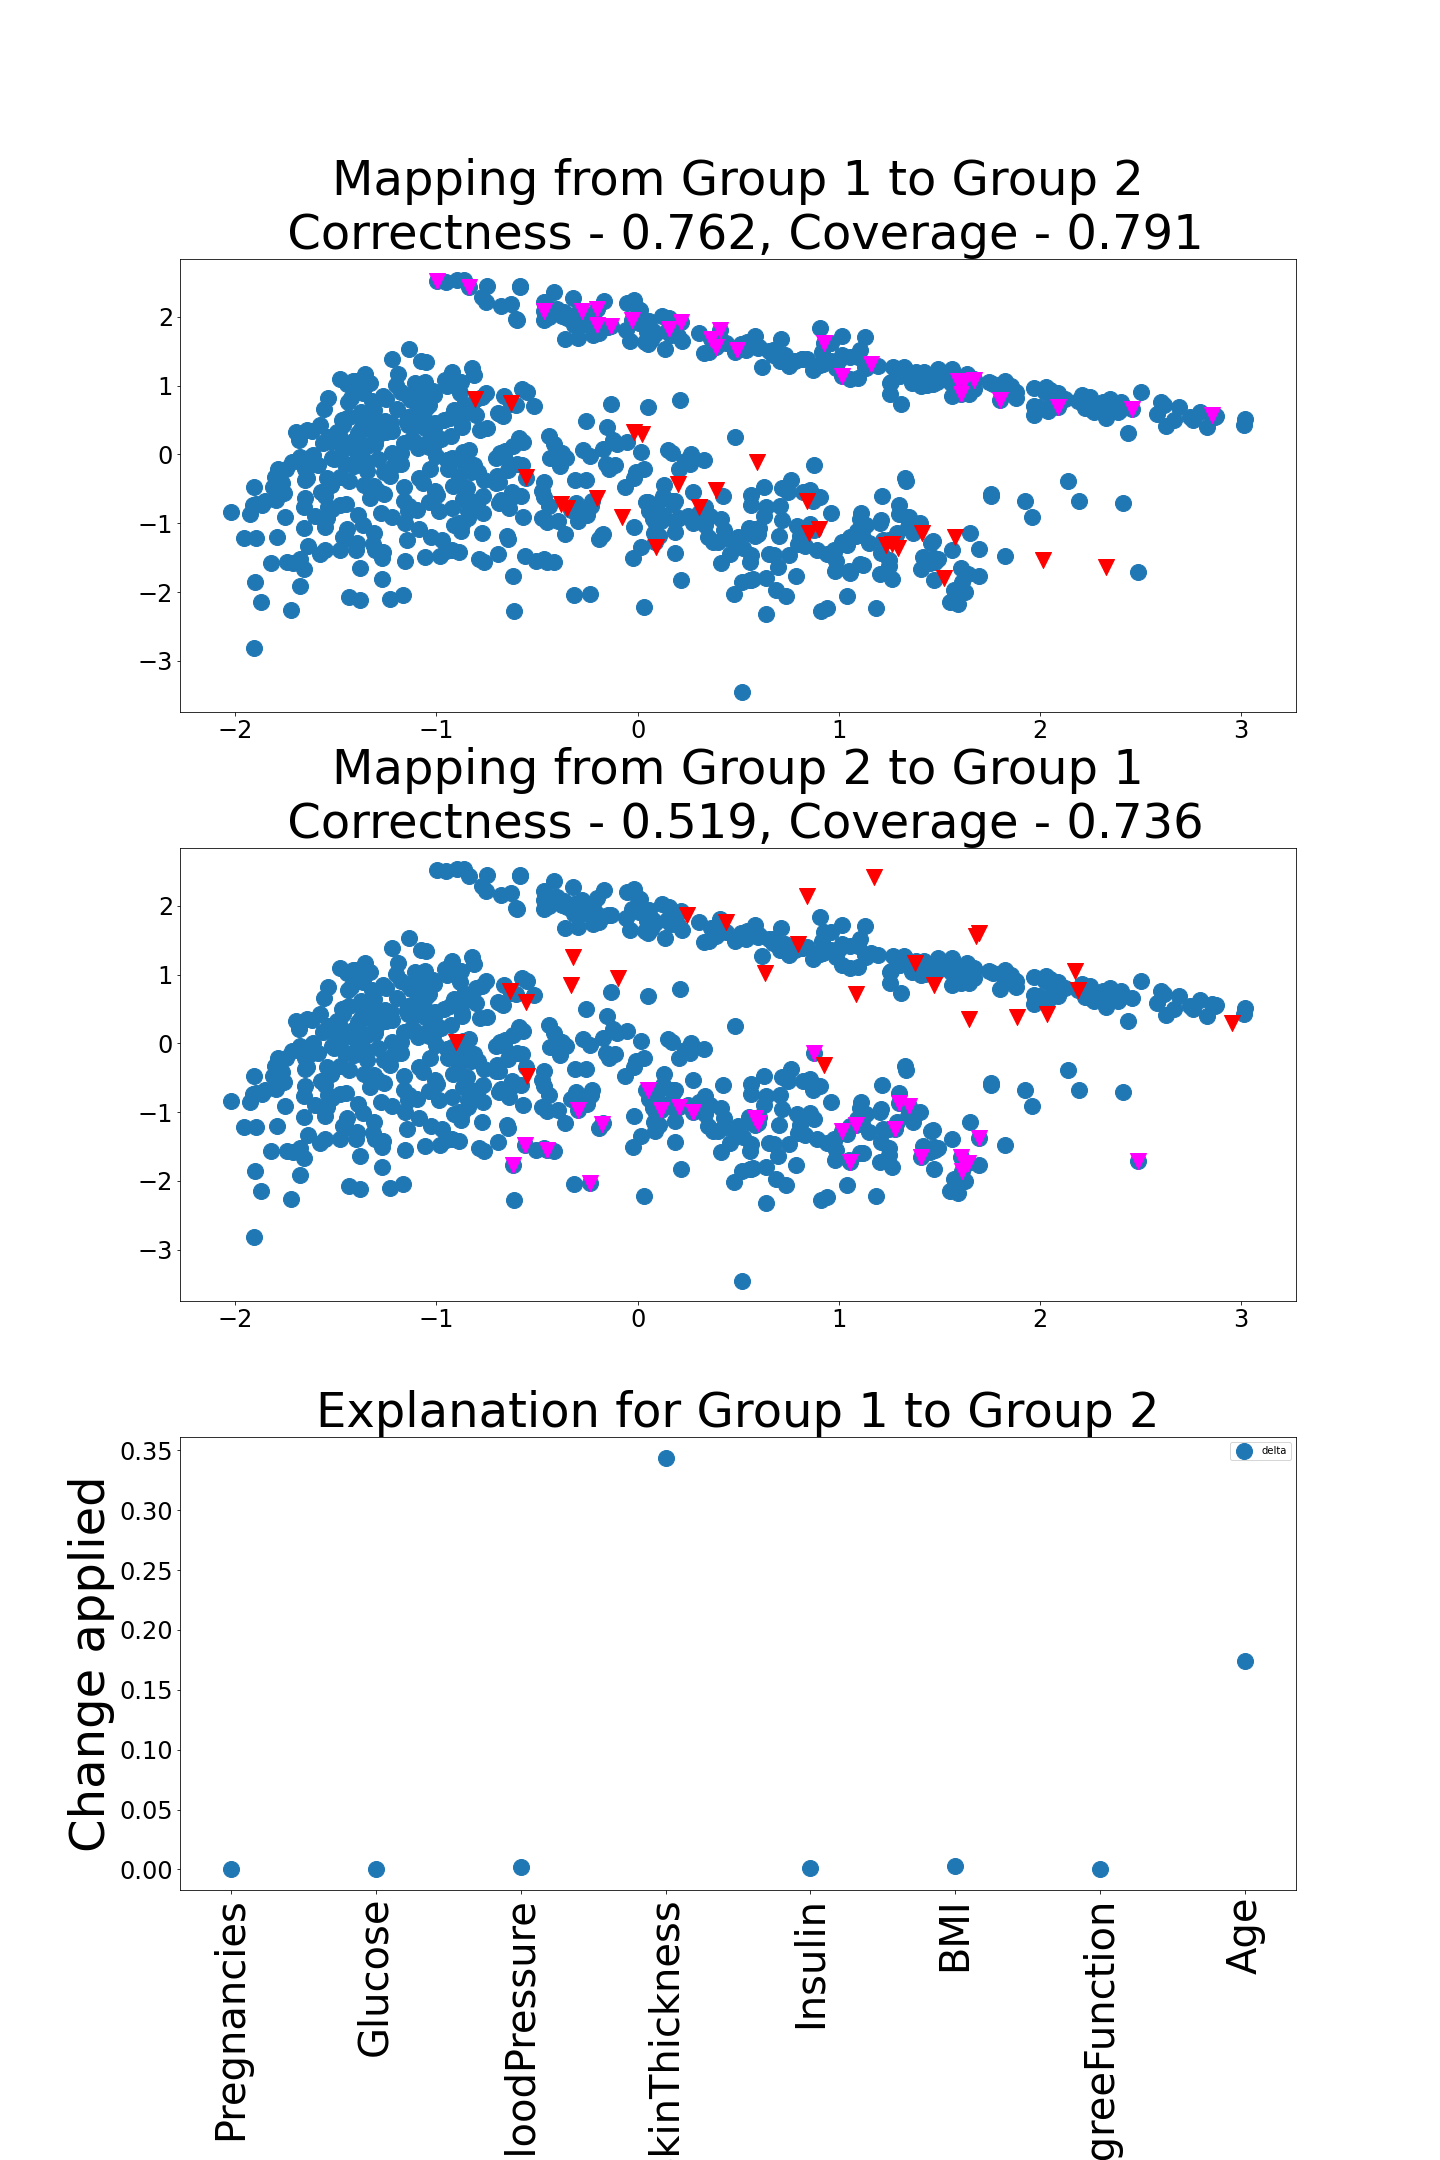 Mapping from Group 1 to Group 2
Correctness - 0.762, Coverage - 0.791
2
1
0
−1
−2
−3
−2 −1 0 1 2 3
Mapping from Group 2 to Group 1
Correctness - 0.519, Coverage - 0.736
2
1
0
−1
−2
−3
−2 −1 0 1 2 3
Explanation for Group 1 to Group 2
delta
Change applied
0.35
0.30
0.25
0.20
0.15
0.10
0.05
0.00
Pregnancies
Glucose
loodPressure
kinThickness
Insulin
BMI
greeFunction
Age